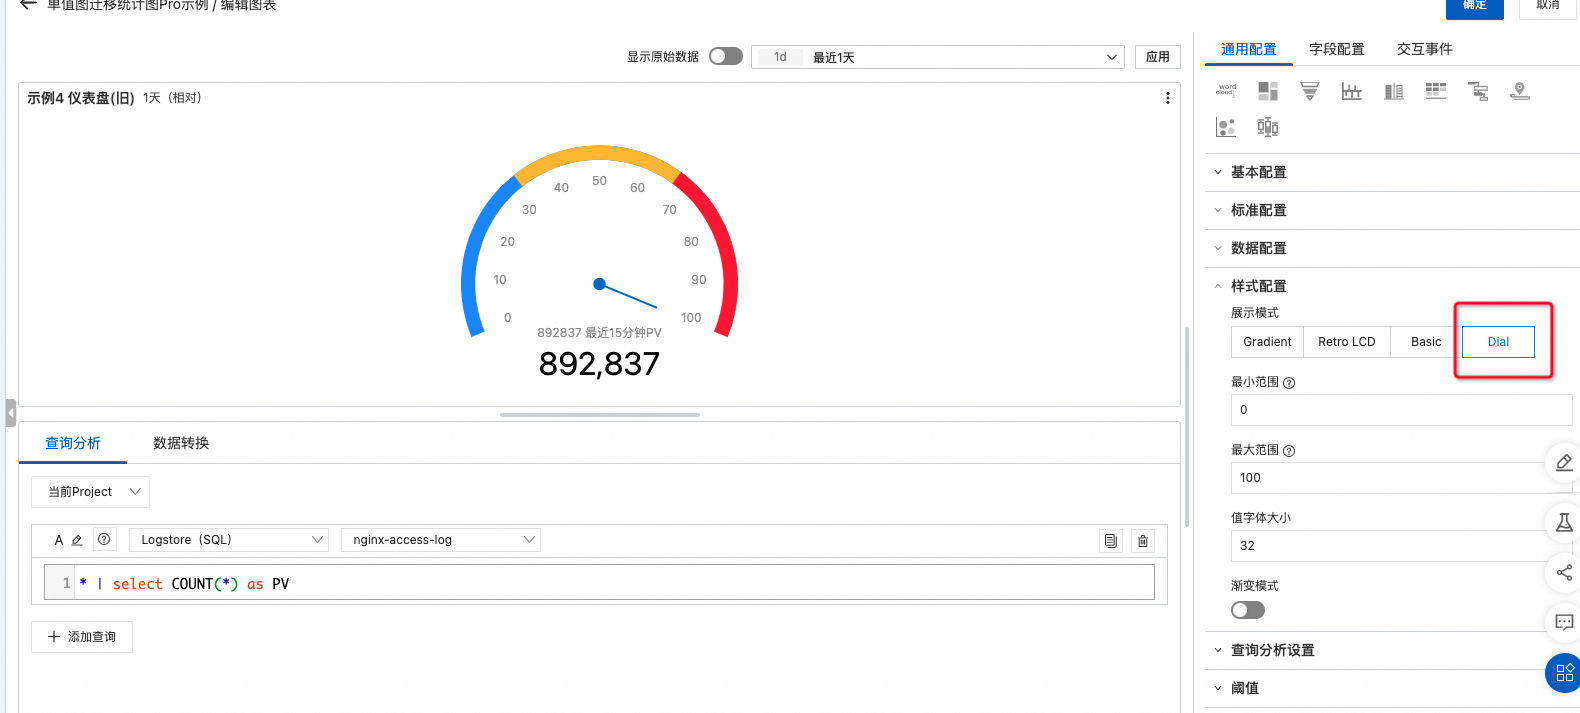 单值图迁移统计图Pro示例 / 编辑图表
确定
取消
显示原始数据
1d 最近1天
应用
通用配置 字段配置 交互事件
word
cloud
示例4 仪表盘(旧) 1天 (相对)
0
10
20
30
40
50
60
70
80
90
100
892837 最近15分钟PV
892,837
基本配置
标准配置
数据配置
样式配置
展示模式
Gradient Retro LCD Basic Dial
最小范围
0
最大范围
100
值字体大小
32
渐变模式
查询分析设置
阈值
查询分析 数据转换
当前Project
A Logstore (SQL) nginx-access-log
1 * | select COUNT(*) as PV
添加查询